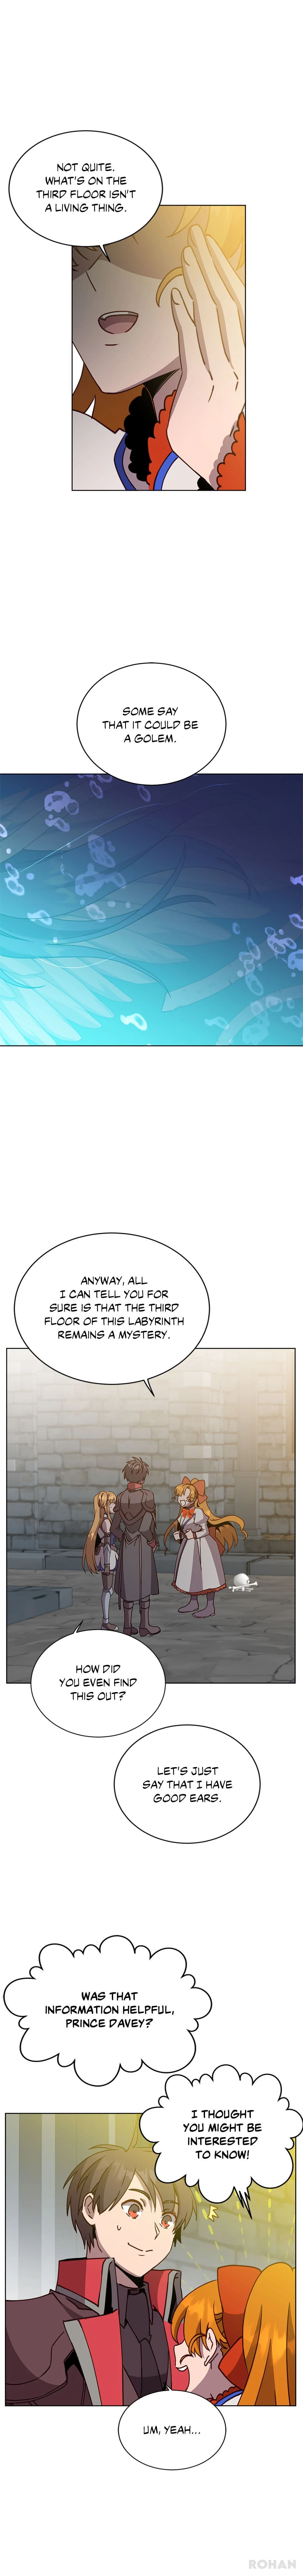 NOT QUITE.
WHAT'S ON THE
THIRD FLOOR ISN'T
A LIVING THING.
SOME SAY
THAT IT COULD BE
A GOLEM.
ANYWAY, ALL
I CAN TELL YOU FOR
SURE IS THAT THE THIRD
FLOOR OF THIS LABYRINTH
REMAINS A MYSTERY.
HOW DID
YOU EVEN FIND
THIS OUT?
LET'S JUST
SAY THAT I HAVE
GOOD EARS.
WAS THAT
INFORMATION HELPFUL,
PRINCE DAVEY?
I THOUGHT
YOU MIGHT BE
INTERESTED
TO KNOW!
UM, YEAH...
ROHAN